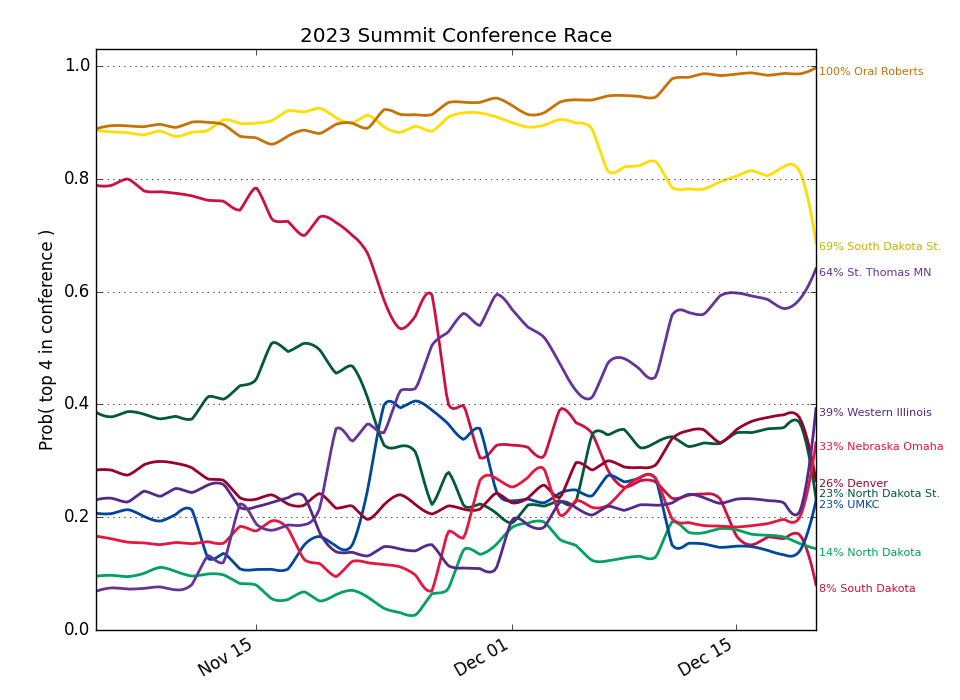 2023 Summit Conference Race
Prob( top 4 in conference )
1.0
0.8
0.6
0.4
0.2
0.0
Nov 15
Dec 01
Dec 15
100% Oral Roberts
69% South Dakota St.
64% St. Thomas MN
39% Western Illinois
33% Nebraska Omaha
26% Denver
23% North Dakota St.
23% UMKC
14% North Dakota
8% South Dakota